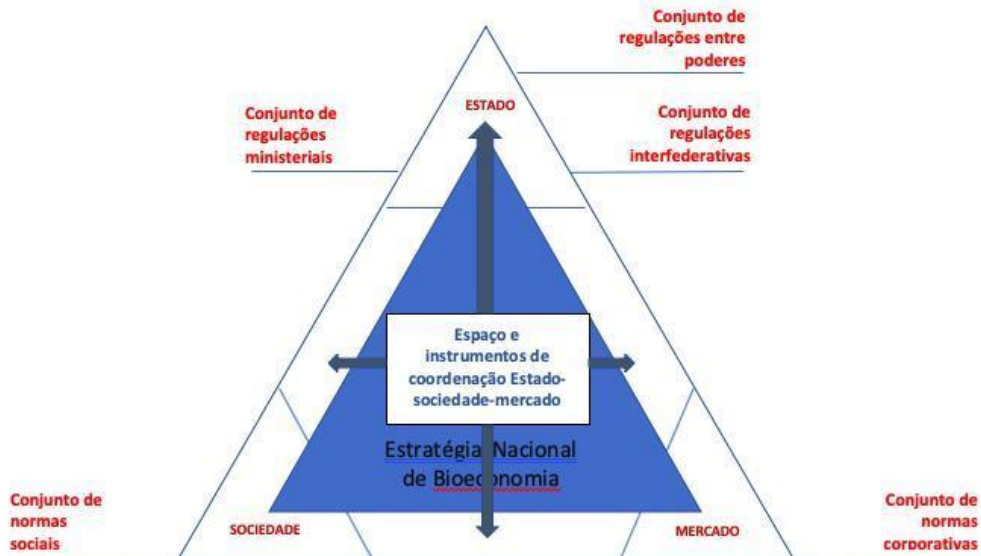 Conjunto de
regulações entre
poderes
ESTADO
Conjunto de
regulações
ministeriais
Conjunto de
regulações
interfederativas
Espaço e
instrumentos de
coordenação Estado-
sociedade-mercado
Estratégia Nacional
de Bioeconomia
Conjunto de
normas
sociais
SOCIEDADE
MERCADO
Conjunto de
normas
corporativas